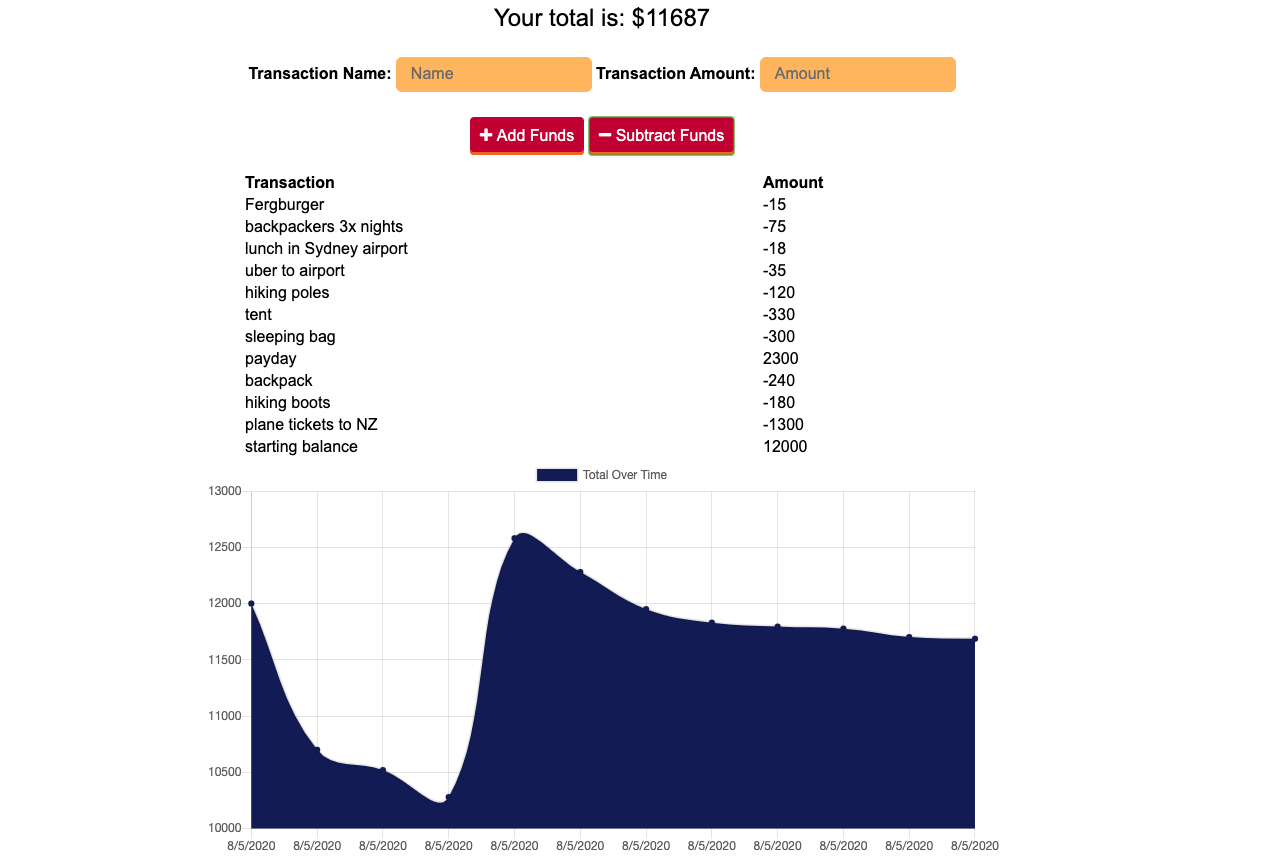 Your total is: $11687
Transaction Name: Name Transaction Amount: Amount
Add Funds Subtract Funds
Transaction Amount
Fergburger -15
backpackers 3x nights -75
lunch in Sydney airport -18
uber to airport -35
hiking poles -120
tent -330
sleeping bag -300
payday 2300
backpack -240
hiking boots -180
plane tickets to NZ -1300
starting balance 12000
Total Over Time
13000
12500
12000
11500
11000
10500
10000
8/5/2020 8/5/2020 8/5/2020 8/5/2020 8/5/2020 8/5/2020 8/5/2020 8/5/2020 8/5/2020 8/5/2020 8/5/2020 8/5/2020